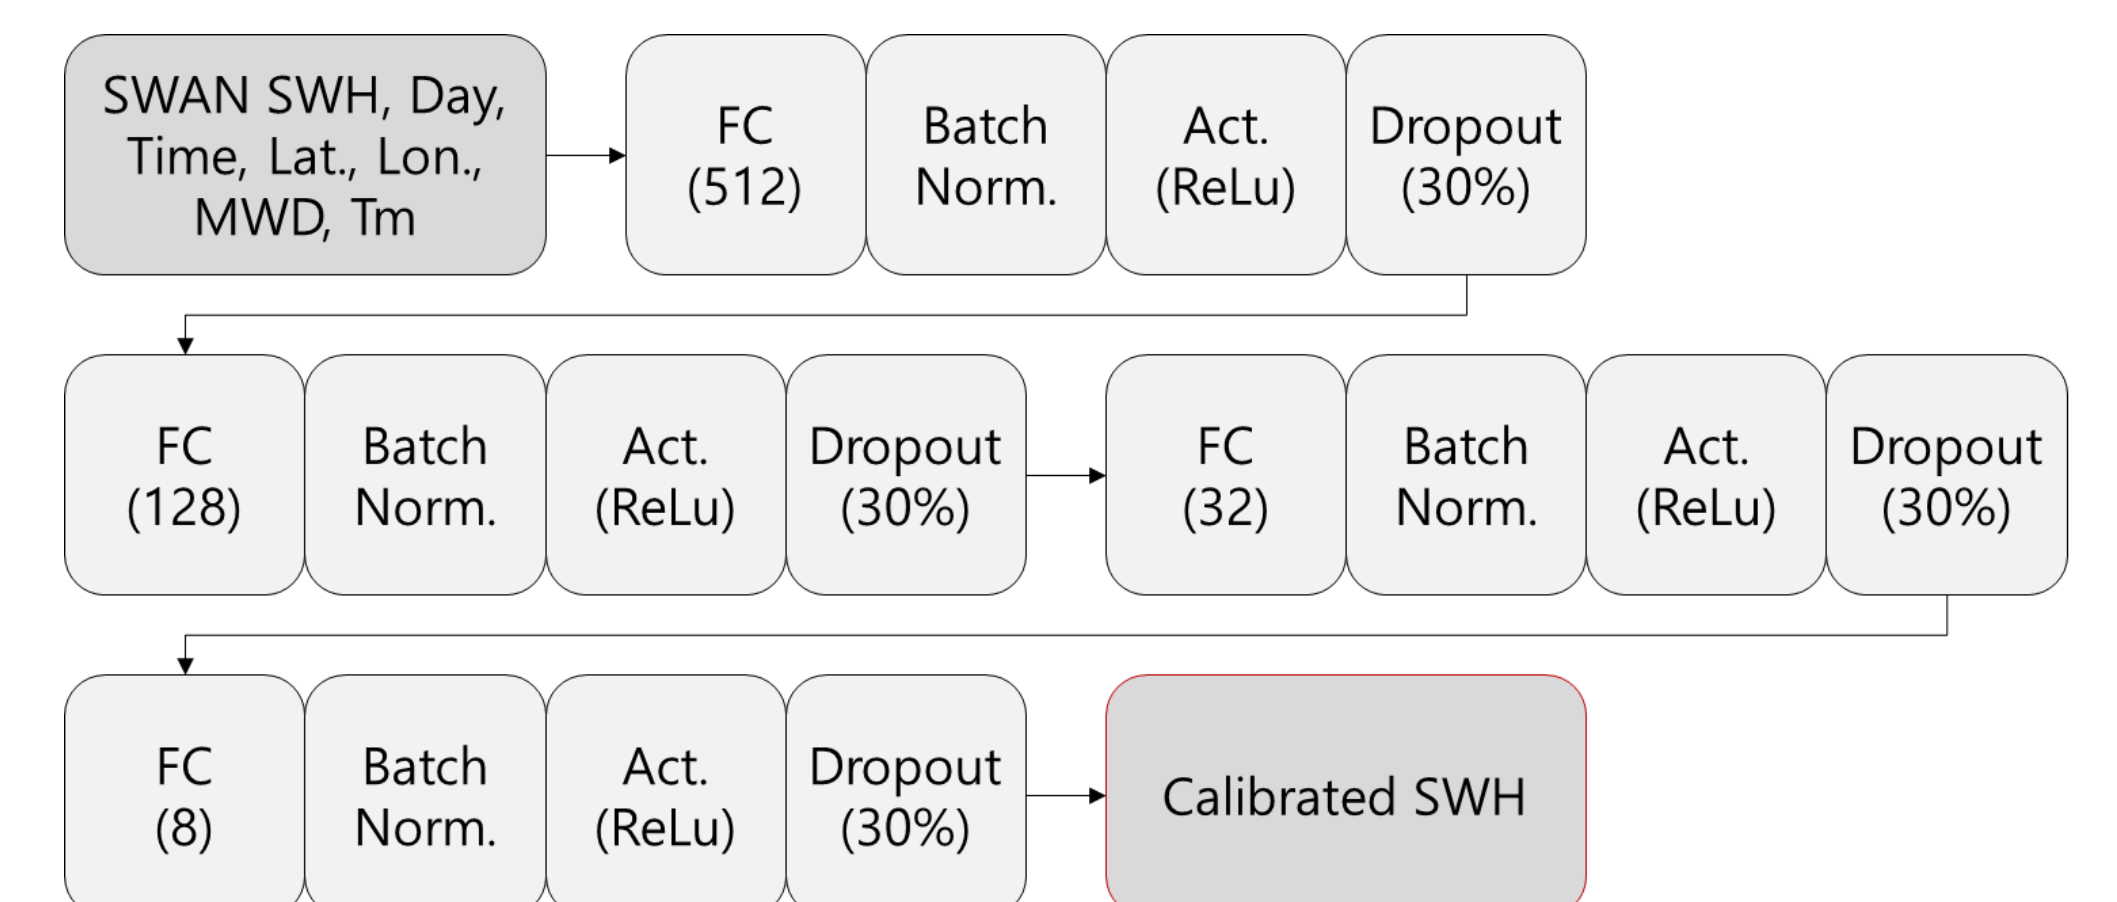 SWAN SWH, Day,
Time, Lat., Lon.,
MWD, Tm
FC
(512)
Batch
Norm.
Act.
(ReLu)
Dropout
(30%)
FC
(128)
Batch
Norm.
Act.
(ReLu)
Dropout
(30%)
FC
(32)
Batch
Norm.
Act.
(ReLu)
Dropout
(30%)
FC
(8)
Batch
Norm.
Act.
(ReLu)
Dropout
(30%)
Calibrated SWH